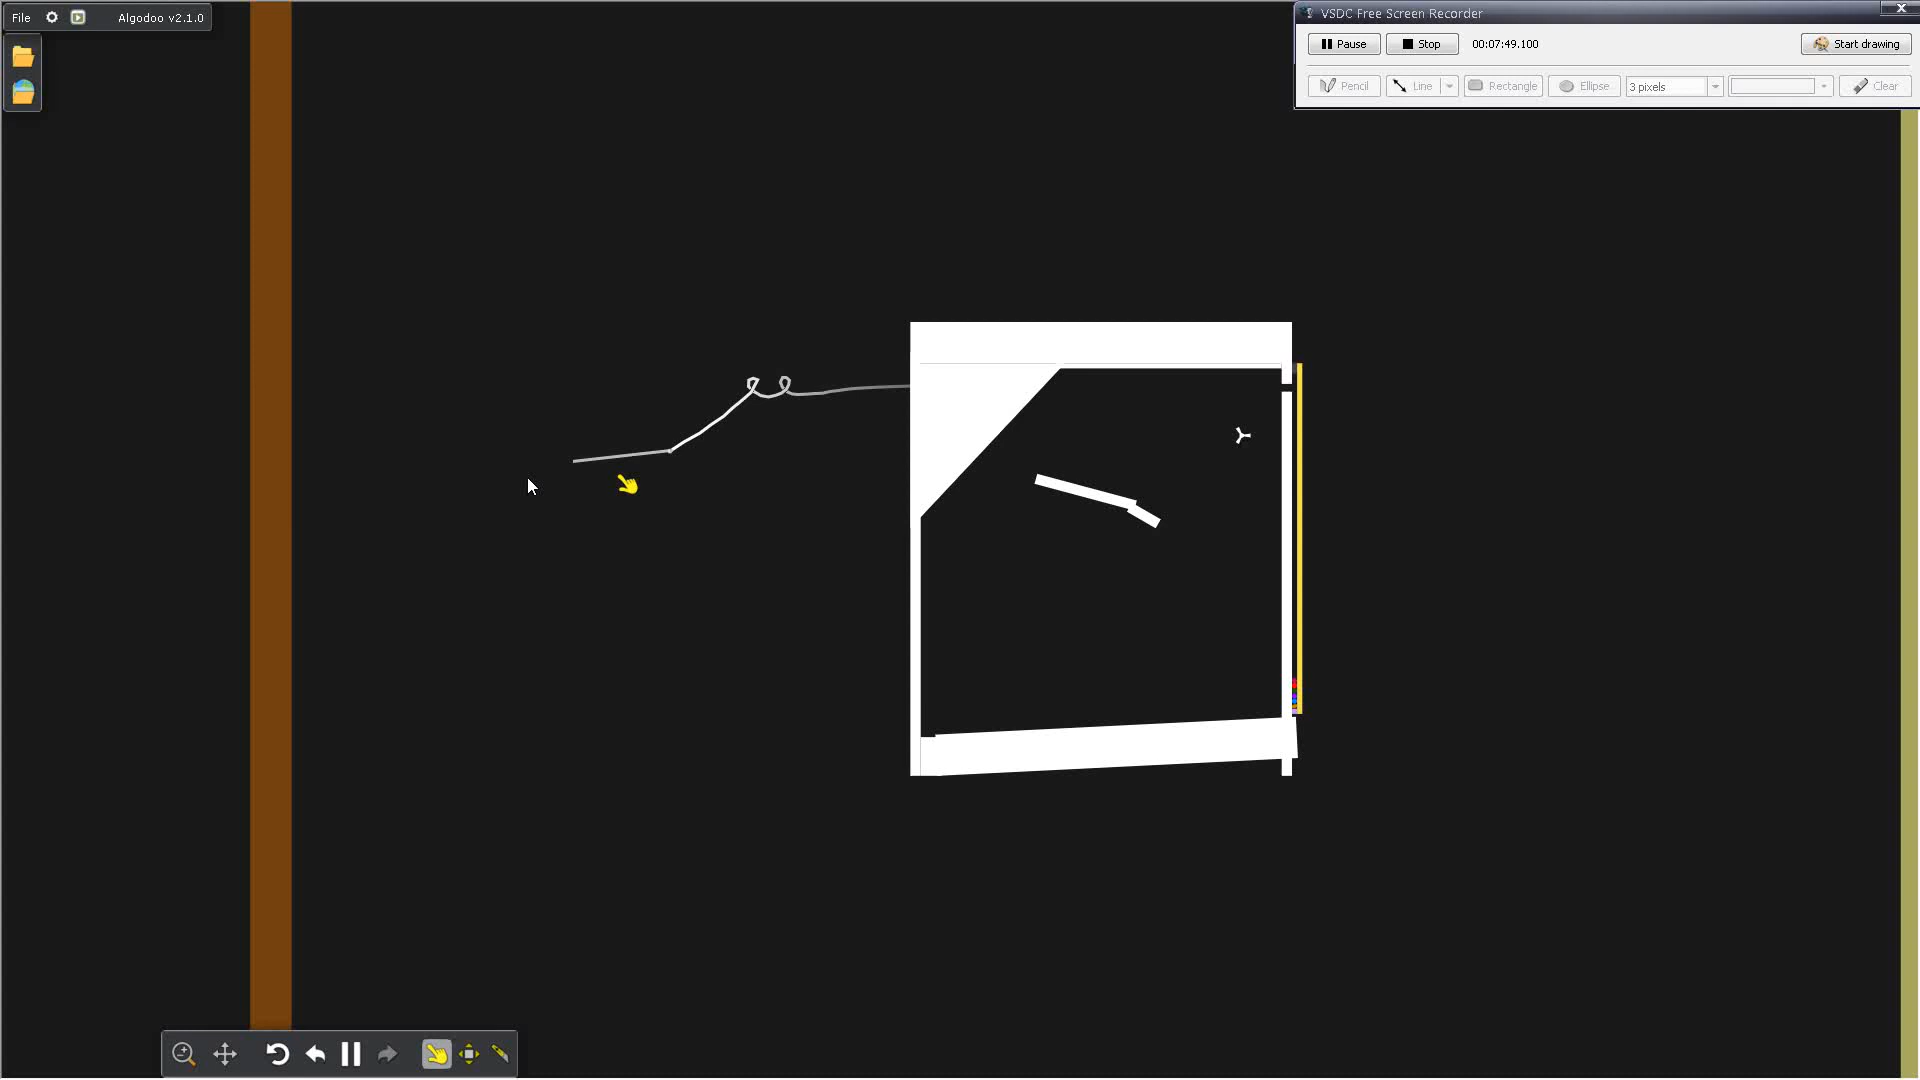 File Algodoo v2.1.0
VSDC Free Screen Recorder
Pause Stop 00:07:49.100 Start drawing
Pencil Line Rectangle Ellipse 3 pixels Clear